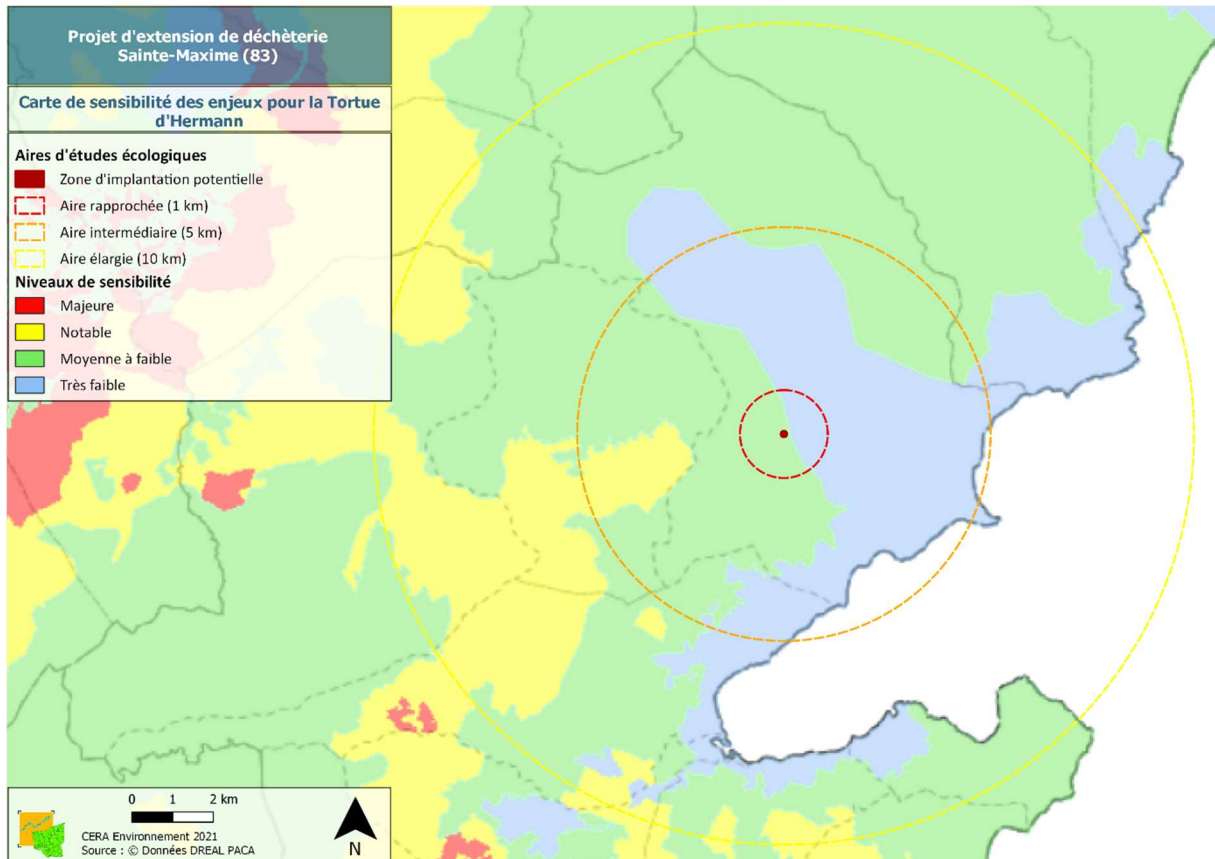 Projet d'extension de déchèterie
Sainte-Maxime (83)
Carte de sensibilité des enjeux pour la Tortue
d'Hermann
Aires d'études écologiques
Zone d'implantation potentielle
Aire rapprochée (1 km)
Aire intermédiaire (5 km)
Aire élargie (10 km)
Niveaux de sensibilité
Majeure
Notable
Moyenne à faible
Très faible
0 1 2 km
CERA Environnement 2021
Source : © Données DREAL PACA
N